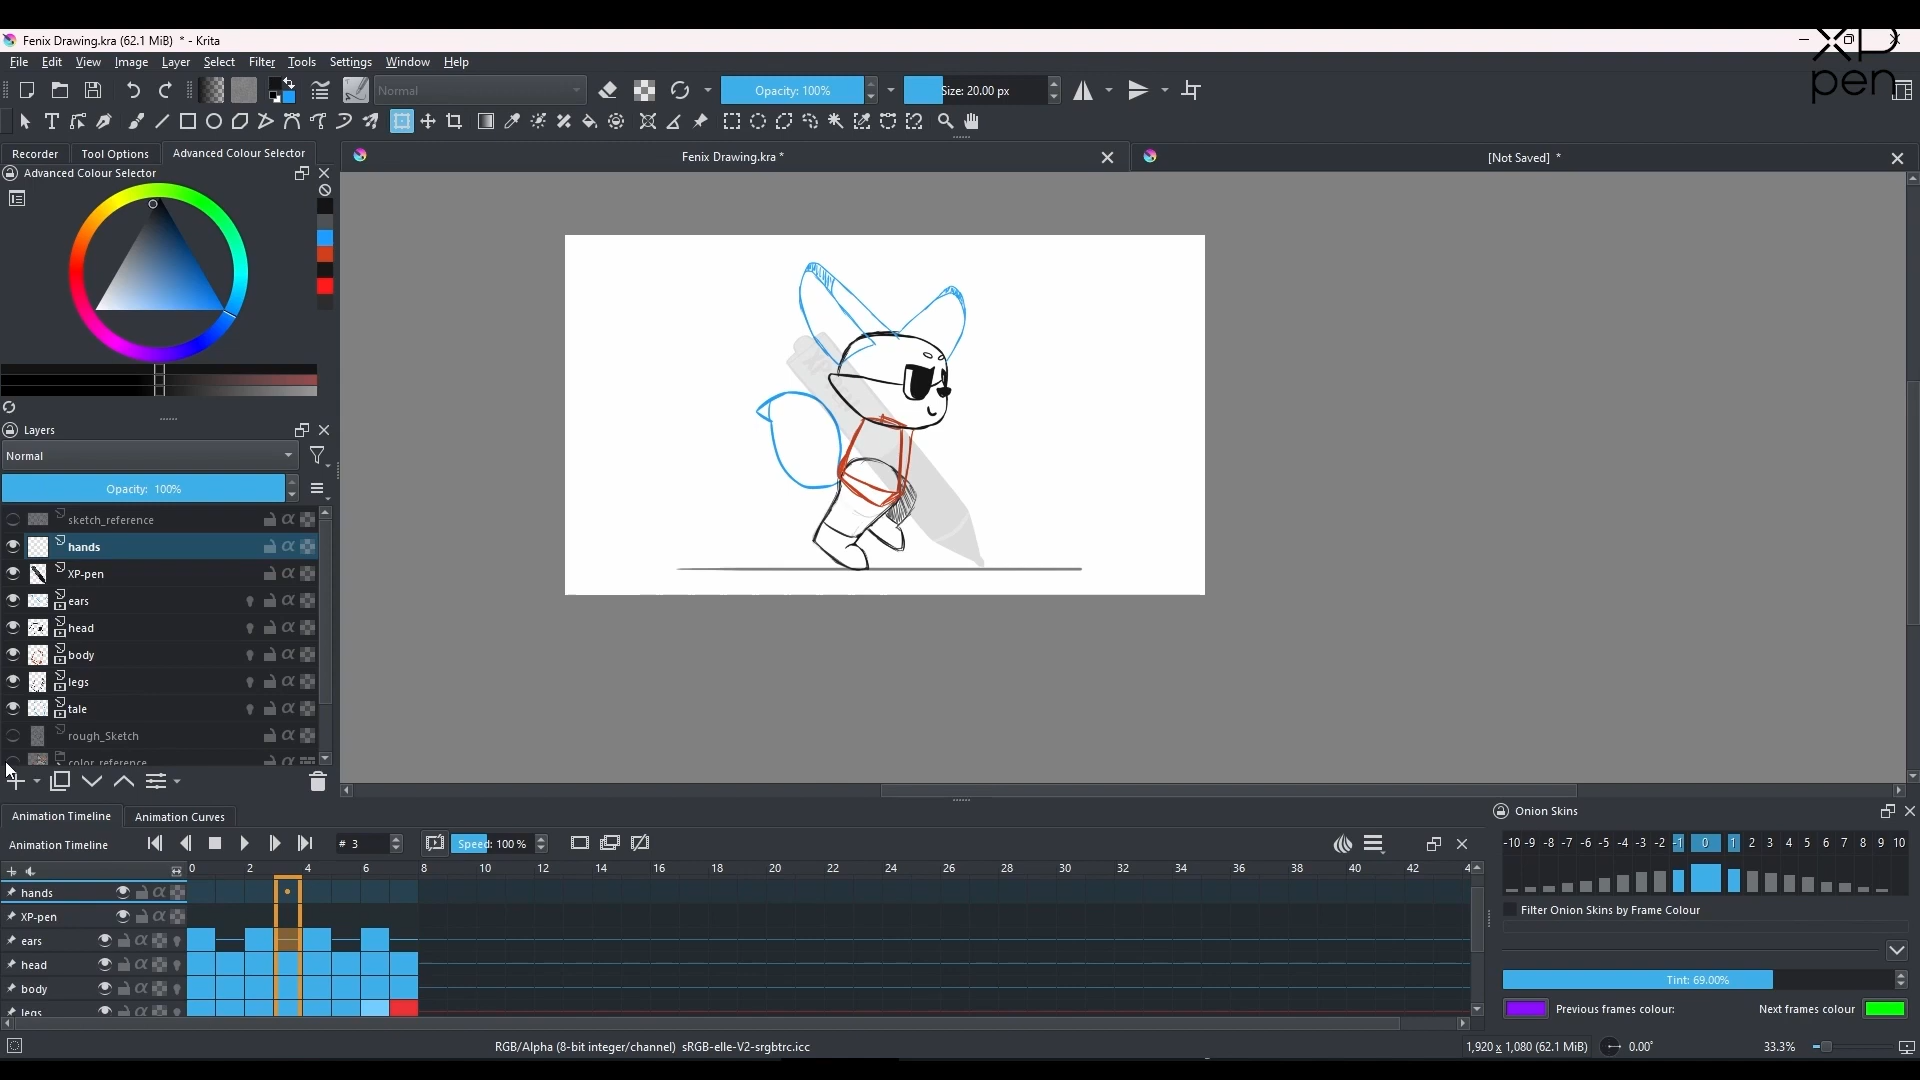 Fenix Drawing.kra (62.1 MiB) * - Krita
XP
pen
File Edit View Image Layer Select Filter Tools Settings Window Help
Normal
Opacity: 100%
Size: 20.00 px
Recorder Tool Options Advanced Colour Selector
Fenix Drawing.kra *
[Not Saved] *
Advanced Colour Selector
Layers
Normal
Opacity: 100%
sketch_reference
hands
XP-pen
ears
head
body
legs
tale
rough_Sketch
color_reference
Animation Timeline Animation Curves
Onion Skins
Animation Timeline
# 3
Speed: 100 %
-10 -9 -8 -7 -6 -5 -4 -3 -2 -1 0 1 2 3 4 5 6 7 8 9 10
0 2 4 6 8 10 12 14 16 18 20 22 24 26 28 30 32 34 36 38 40 42 4
hands
XP-pen
ears
head
body
legs
Filter Onion Skins by Frame Colour
Tint: 69.00%
Previous frames colour:
Next frames colour
RGB/Alpha (8-bit integer/channel) sRGB-elle-V2-srgbtrc.icc
1,920 x 1,080 (62.1 MiB)
0.00°
33.3%